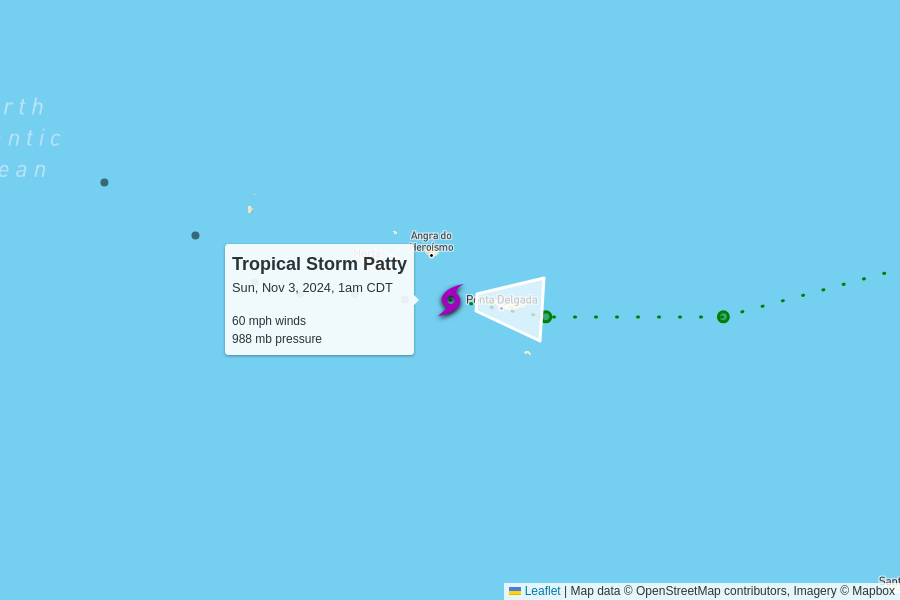 rth
ntic
ean
Angra do
Heroísmo
Tropical Storm Patty
Sun, Nov 3, 2024, 1am CDT
60 mph winds
988 mb pressure
Ponta Delgada
Sant
Leaflet | Map data © OpenStreetMap contributors, Imagery © Mapbox